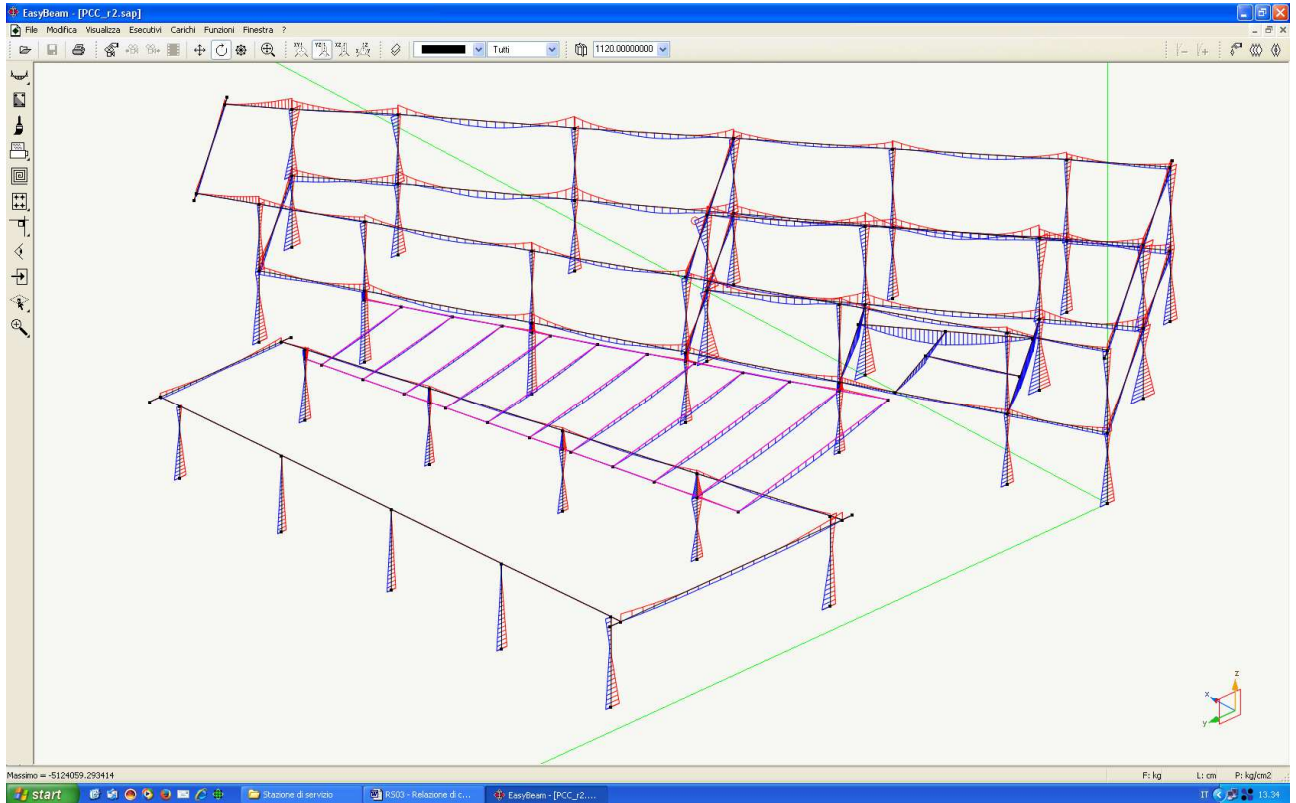 EasyBeam - [PCC_r2.sap]
File Modifica Visualizza Esecutivi Carichi Funzioni Finestra ?
Tutti
1120.00000000
z
x
y
Massimo = -5124059.293414
F: kg L: cm P: kg/cm2
start Stazione di servizio RS03 - Relazione di c... EasyBeam - [PCC_r2.... IT 13.34